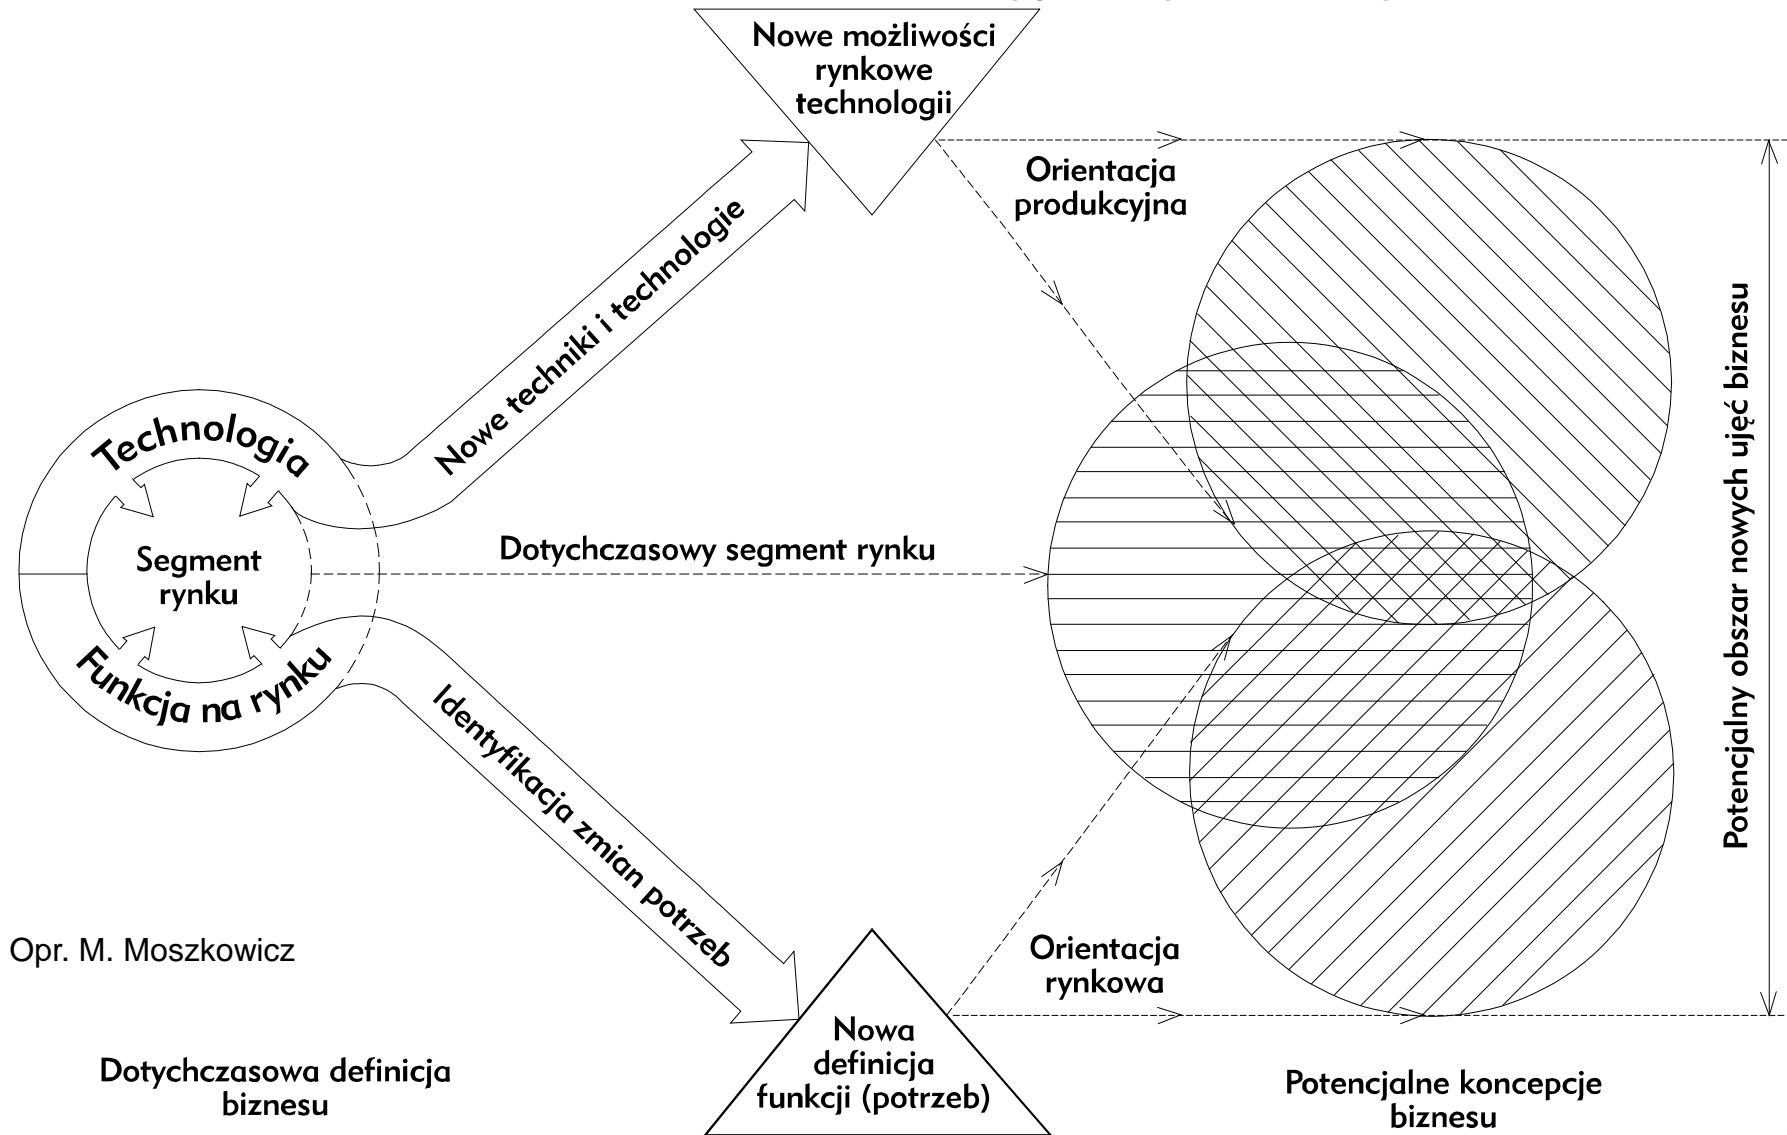 Nowe możliwości
rynkowe
technologii
Orientacja
produkcyjna
Nowe techniki i technologie
Technologia
Segment
rynku
Funkcja na rynku
Dotychczasowy segment rynku
Potencjalny obszar nowych ujęć biznesu
Identyfikacja zmian potrzeb
Opr. M. Moszkowicz
Orientacja
rynkowa
Nowa
definicja
funkcji (potrzeb)
Dotychczasowa definicja
biznesu
Potencjalne koncepcje
biznesu